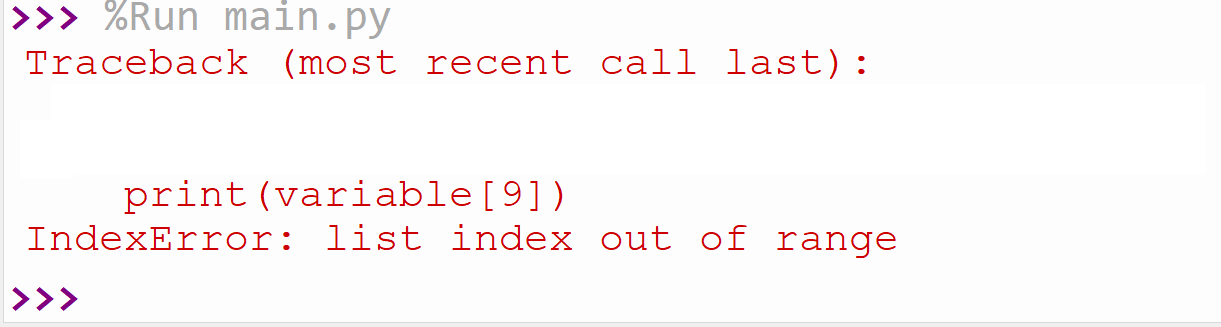 >>> %Run main.py
Traceback (most recent call last):
print(variable[9])
IndexError: list index out of range
>>>